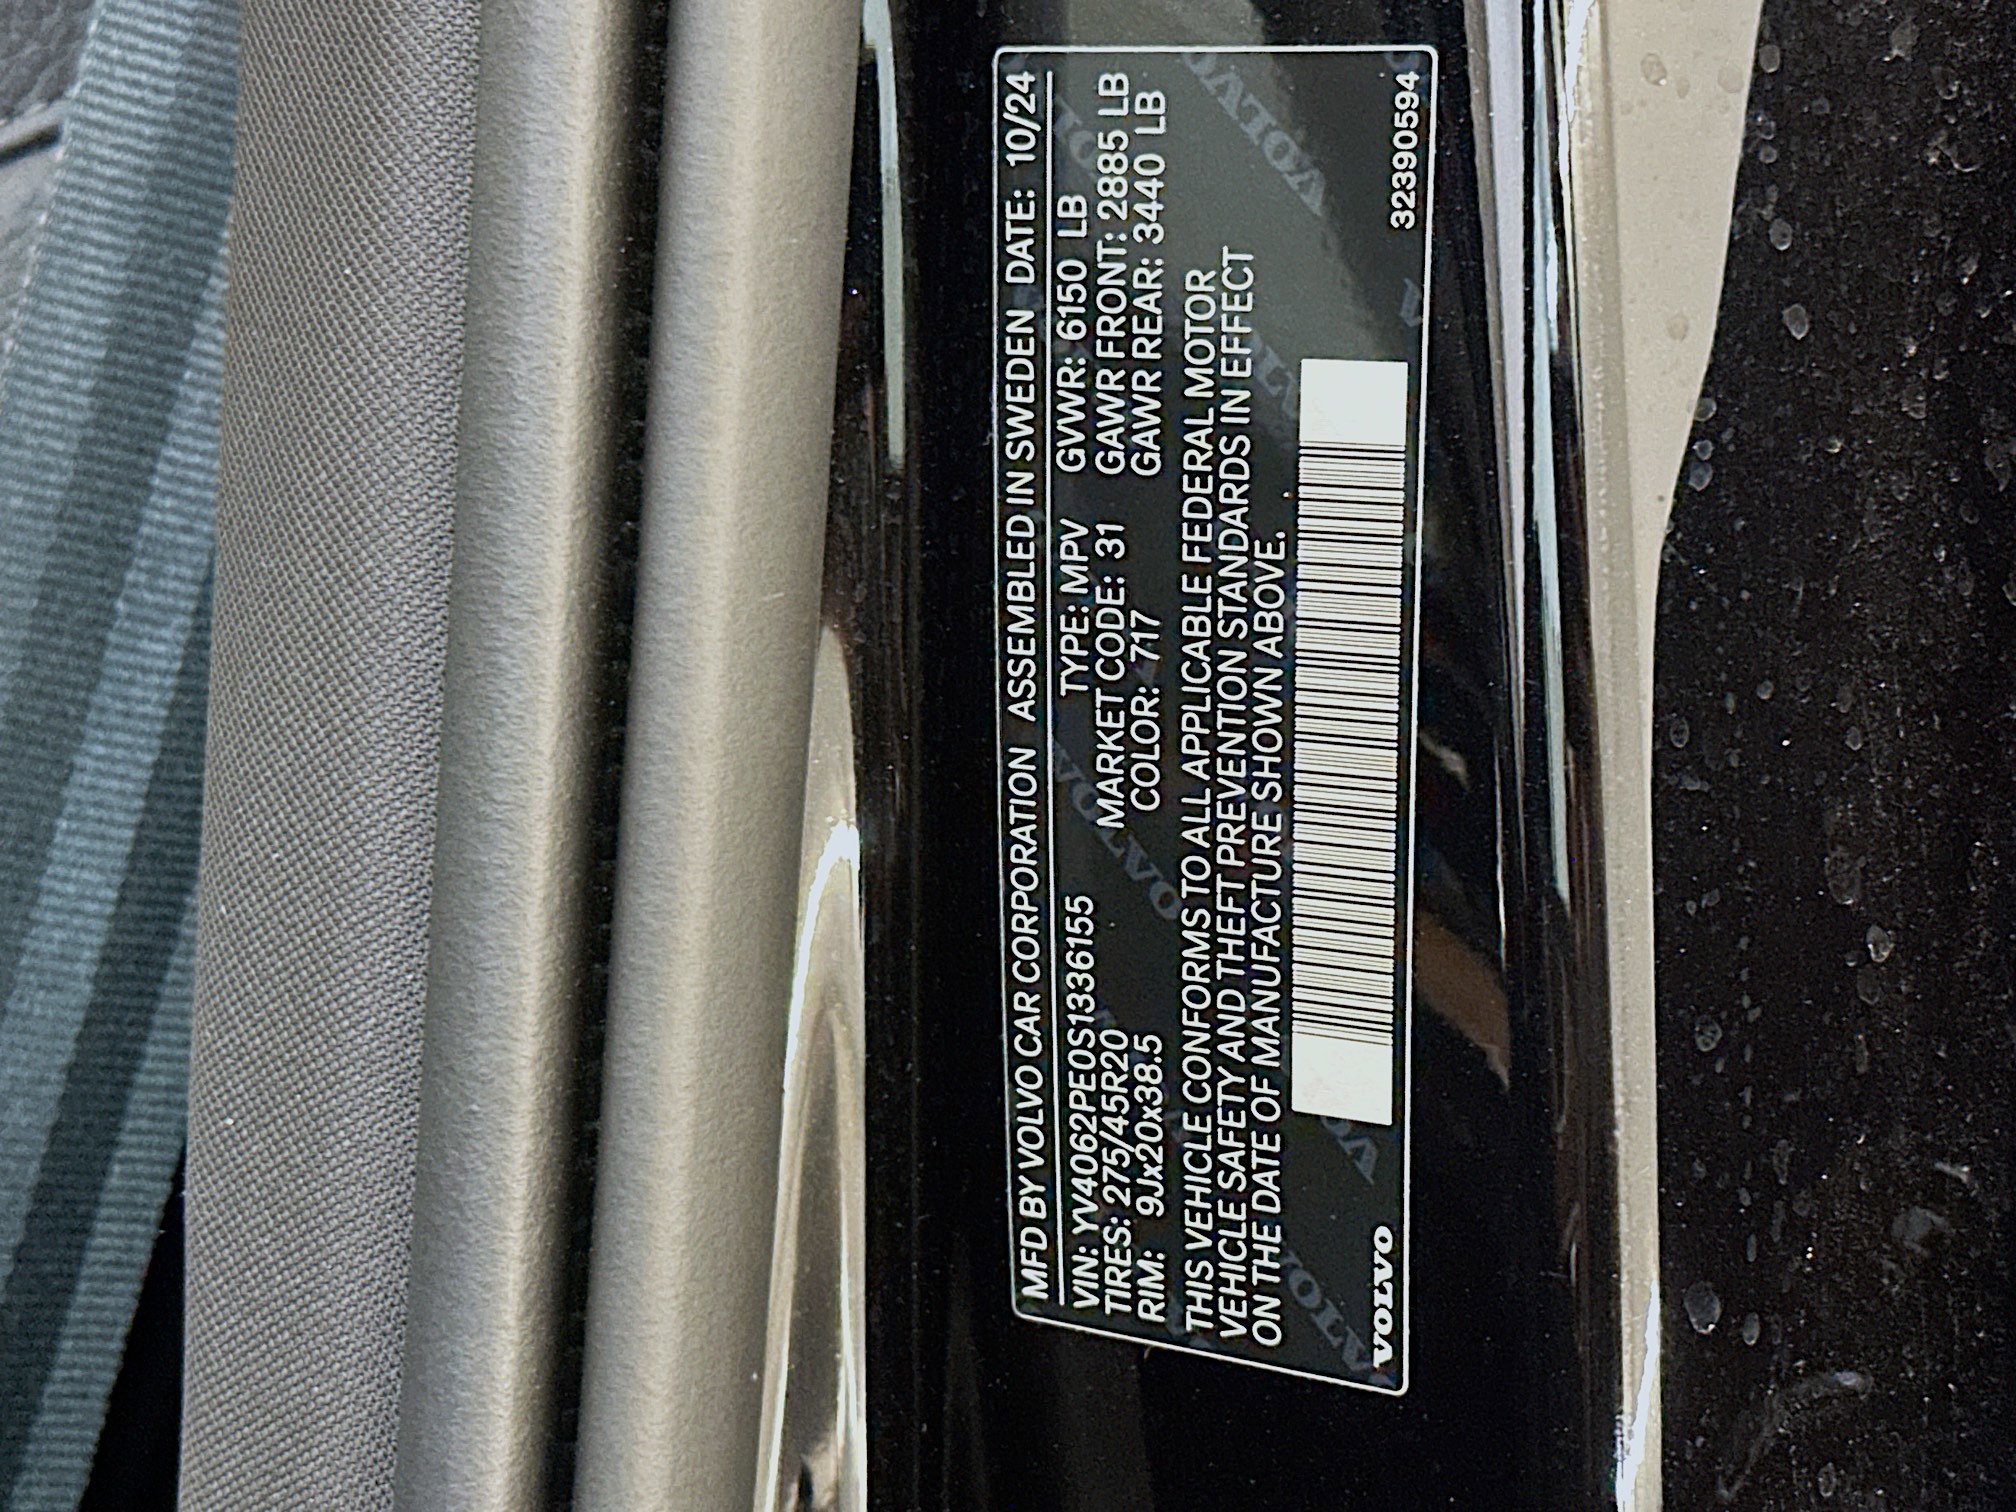 MFD BY VOLVO CAR CORPORATION ASSEMBLED IN SWEDEN DATE: 10/24
VIN: YV4062PE0S1336155 TYPE: MPV GVWR: 6150 LB
TIRES: 275/45R20 MARKET CODE: 31 GAWR FRONT: 2885 LB
RIM: 9Jx20x38.5 COLOR: 717 GAWR REAR: 3440 LB
THIS VEHICLE CONFORMS TO ALL APPLICABLE FEDERAL MOTOR
VEHICLE SAFETY AND THEFT PREVENTION STANDARDS IN EFFECT
ON THE DATE OF MANUFACTURE SHOWN ABOVE.
VOLVO 32390594